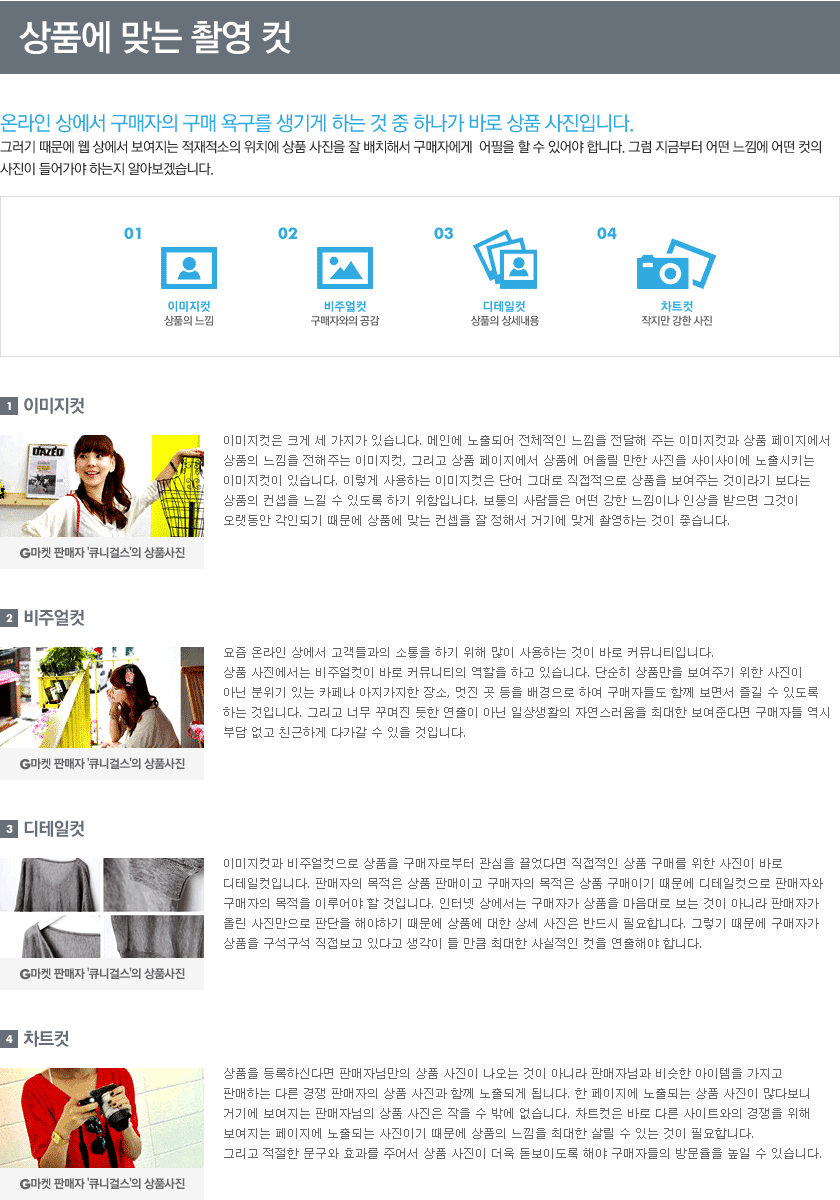 상품에 맞는 촬영 컷
온라인 상에서 구매자의 구매 욕구를 생기게 하는 것 중 하나가 바로 상품 사진입니다.
그러기 때문에 웹 상에서 보여지는 적재적소의 위치에 상품 사진을 잘 배치해서 구매자에게 어필을 할 수 있어야 합니다. 그럼 지금부터 어떤 느낌에 어떤 컷의
사진이 들어가야 하는지 알아보겠습니다.
01
02
03
04
이미지컷
비주얼컷
디테일컷
차트컷
상품의 느낌
구매자와의 공감
상품의 상세내용
작지만 강한 사진
1 이미지컷
DAZED
이미지컷은 크게 세 가지가 있습니다. 메인에 노출되어 전체적인 느낌을 전달해 주는 이미지컷과 상품 페이지에서
상품의 느낌을 전해주는 이미지컷, 그리고 상품 페이지에서 상품에 어울릴 만한 사진을 사이사이에 노출시키는
이미지컷이 있습니다. 이렇게 사용하는 이미지컷은 단어 그대로 직접적으로 상품을 보여주는 것이라기 보다는
상품의 컨셉을 느낄 수 있도록 하기 위함입니다. 보통의 사람들은 어떤 강한 느낌이나 인상을 받으면 그것이
오랫동안 각인되기 때문에 상품에 맞는 컨셉을 잘 정해서 거기에 맞게 촬영하는 것이 좋습니다.
G마켓 판매자 '큐니걸스'의 상품사진
2 비주얼컷
요즘 온라인 상에서 고객들과의 소통을 하기 위해 많이 사용하는 것이 바로 커뮤니티입니다.
상품 사진에서는 비주얼컷이 바로 커뮤니티의 역할을 하고 있습니다. 단순히 상품만을 보여주기 위한 사진이
아닌 분위기 있는 카페나 아지가지한 장소, 멋진 곳 등을 배경으로 하여 구매자들도 함께 보면서 즐길 수 있도록
하는 것입니다. 그리고 너무 꾸며진 듯한 연출이 아닌 일상생활의 자연스러움을 최대한 보여준다면 구매자들 역시
부담 없고 친근하게 다가갈 수 있을 것입니다.
G마켓 판매자 '큐니걸스'의 상품사진
3 디테일컷
이미지컷과 비주얼컷으로 상품을 구매자로부터 관심을 끌었다면 직접적인 상품 구매를 위한 사진이 바로
디테일컷입니다. 판매자의 목적은 상품 판매이고 구매자의 목적은 상품 구매이기 때문에 디테일컷으로 판매자와
구매자의 목적을 이루어야 할 것입니다. 인터넷 상에서는 구매자가 상품을 마음대로 보는 것이 아니라 판매자가
올린 사진만으로 판단을 해야하기 때문에 상품에 대한 상세 사진은 반드시 필요합니다. 그렇기 때문에 구매자가
상품을 구석구석 직접보고 있다고 생각이 들 만큼 최대한 사실적인 컷을 연출해야 합니다.
G마켓 판매자 '큐니걸스'의 상품사진
4 차트컷
상품을 등록하신다면 판매자님만의 상품 사진이 나오는 것이 아니라 판매자님과 비슷한 아이템을 가지고
판매하는 다른 경쟁 판매자의 상품 사진과 함께 노출되게 됩니다. 한 페이지에 노출되는 상품 사진이 많다보니
거기에 보여지는 판매자님의 상품 사진은 작을 수 밖에 없습니다. 차트컷은 바로 다른 사이트와의 경쟁을 위해
보여지는 페이지에 노출되는 사진이기 때문에 상품의 느낌을 최대한 살릴 수 있는 것이 필요합니다.
그리고 적절한 문구와 효과를 주어서 상품 사진이 더욱 돋보이도록 해야 구매자들의 방문율을 높일 수 있습니다.
G마켓 판매자 '큐니걸스'의 상품사진